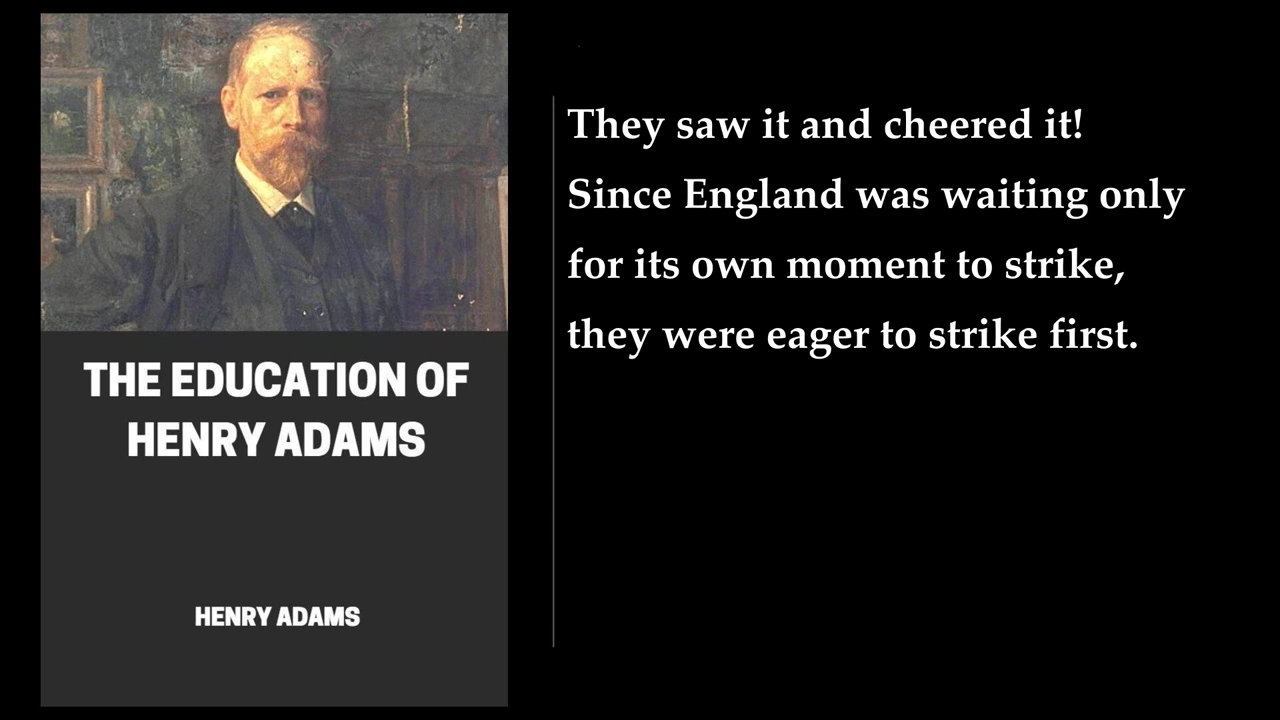 THE EDUCATION OF
HENRY ADAMS
HENRY ADAMS
They saw it and cheered it!
Since England was waiting only
for its own moment to strike,
they were eager to strike first.